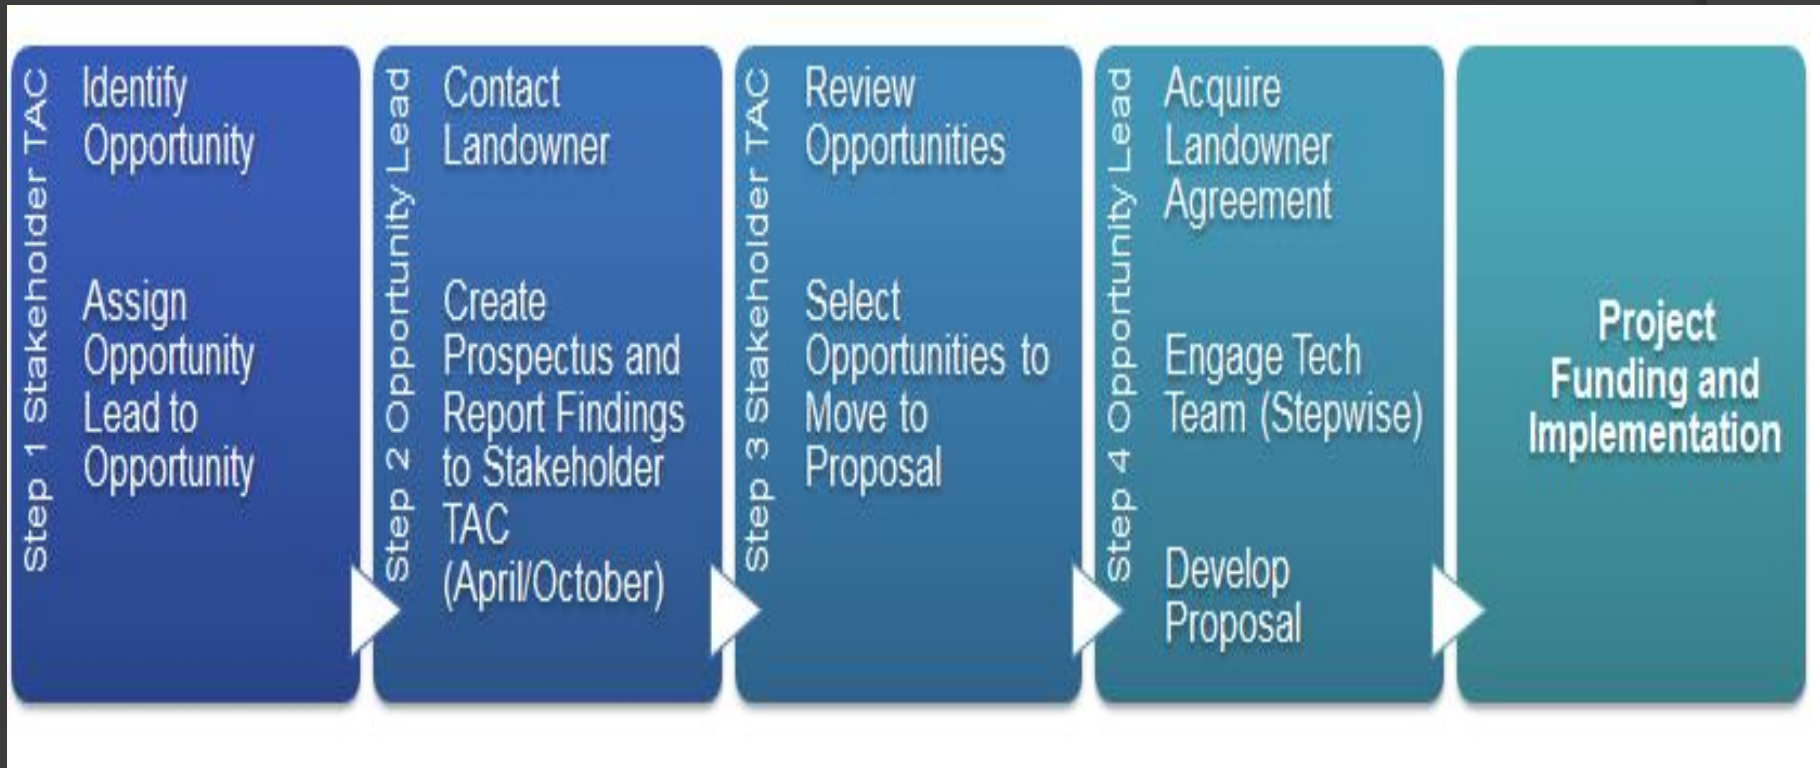 Step 1 Stakeholder TAC
Identify
Opportunity
Assign
Opportunity
Lead to
Opportunity
Step 2 Opportunity Lead
Contact
Landowner
Create
Prospectus and
Report Findings
to Stakeholder
TAC
(April/October)
Step 3 Stakeholder TAC
Review
Opportunities
Select
Opportunities to
Move to
Proposal
Step 4 Opportunity Lead
Acquire
Landowner
Agreement
Engage Tech
Team (Stepwise)
Develop
Proposal
Project
Funding and
Implementation